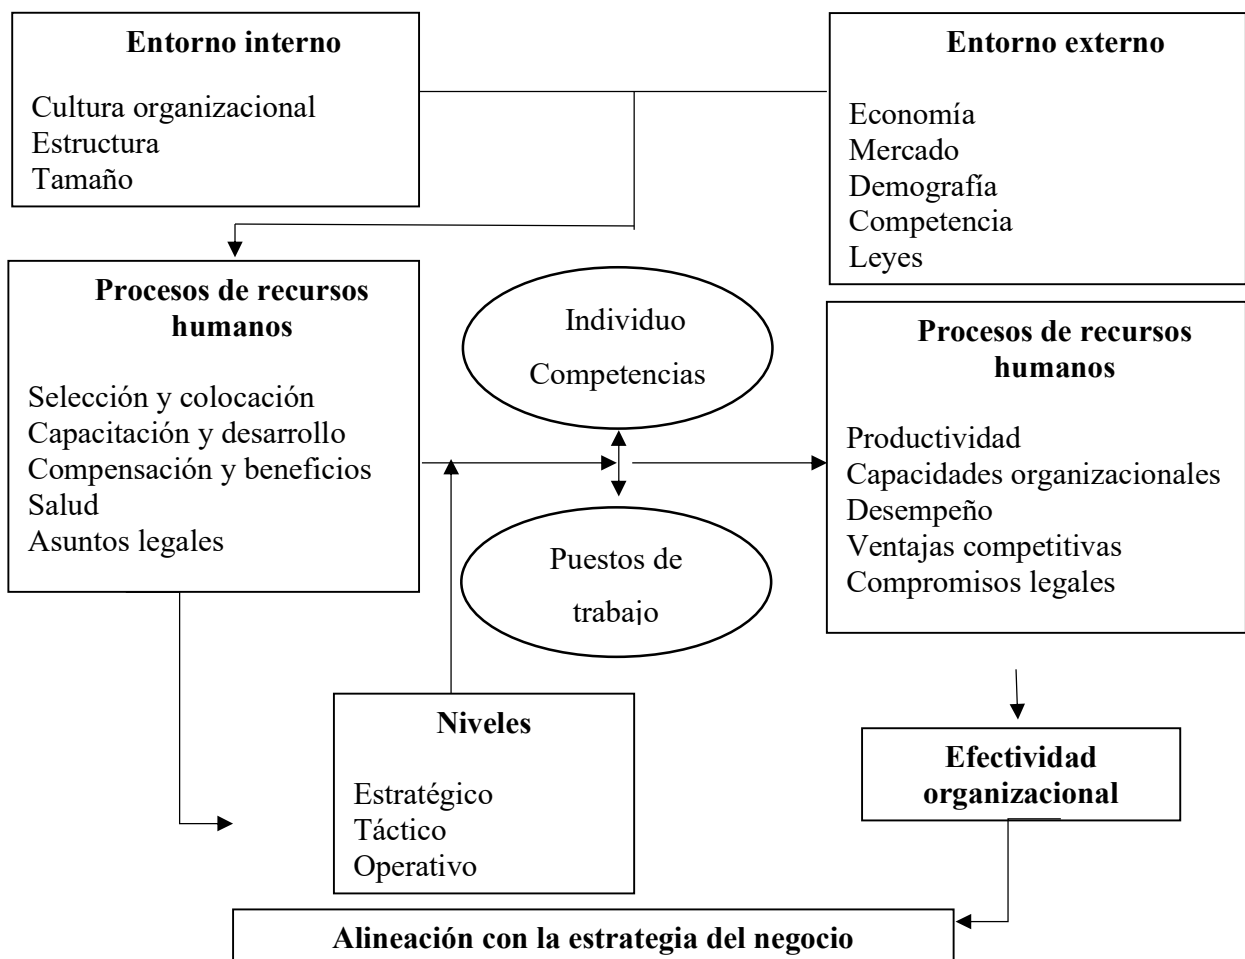 Entorno interno
Cultura organizacional
Estructura
Tamaño
Entorno externo
Economía
Mercado
Demografía
Competencia
Leyes
Procesos de recursos
humanos
Selección y colocación
Capacitación y desarrollo
Compensación y beneficios
Salud
Asuntos legales
Individuo
Competencias
Puestos de
trabajo
Procesos de recursos
humanos
Productividad
Capacidades organizacionales
Desempeño
Ventajas competitivas
Compromisos legales
Niveles
Estratégico
Táctico
Operativo
Efectividad
organizacional
Alineación con la estrategia del negocio